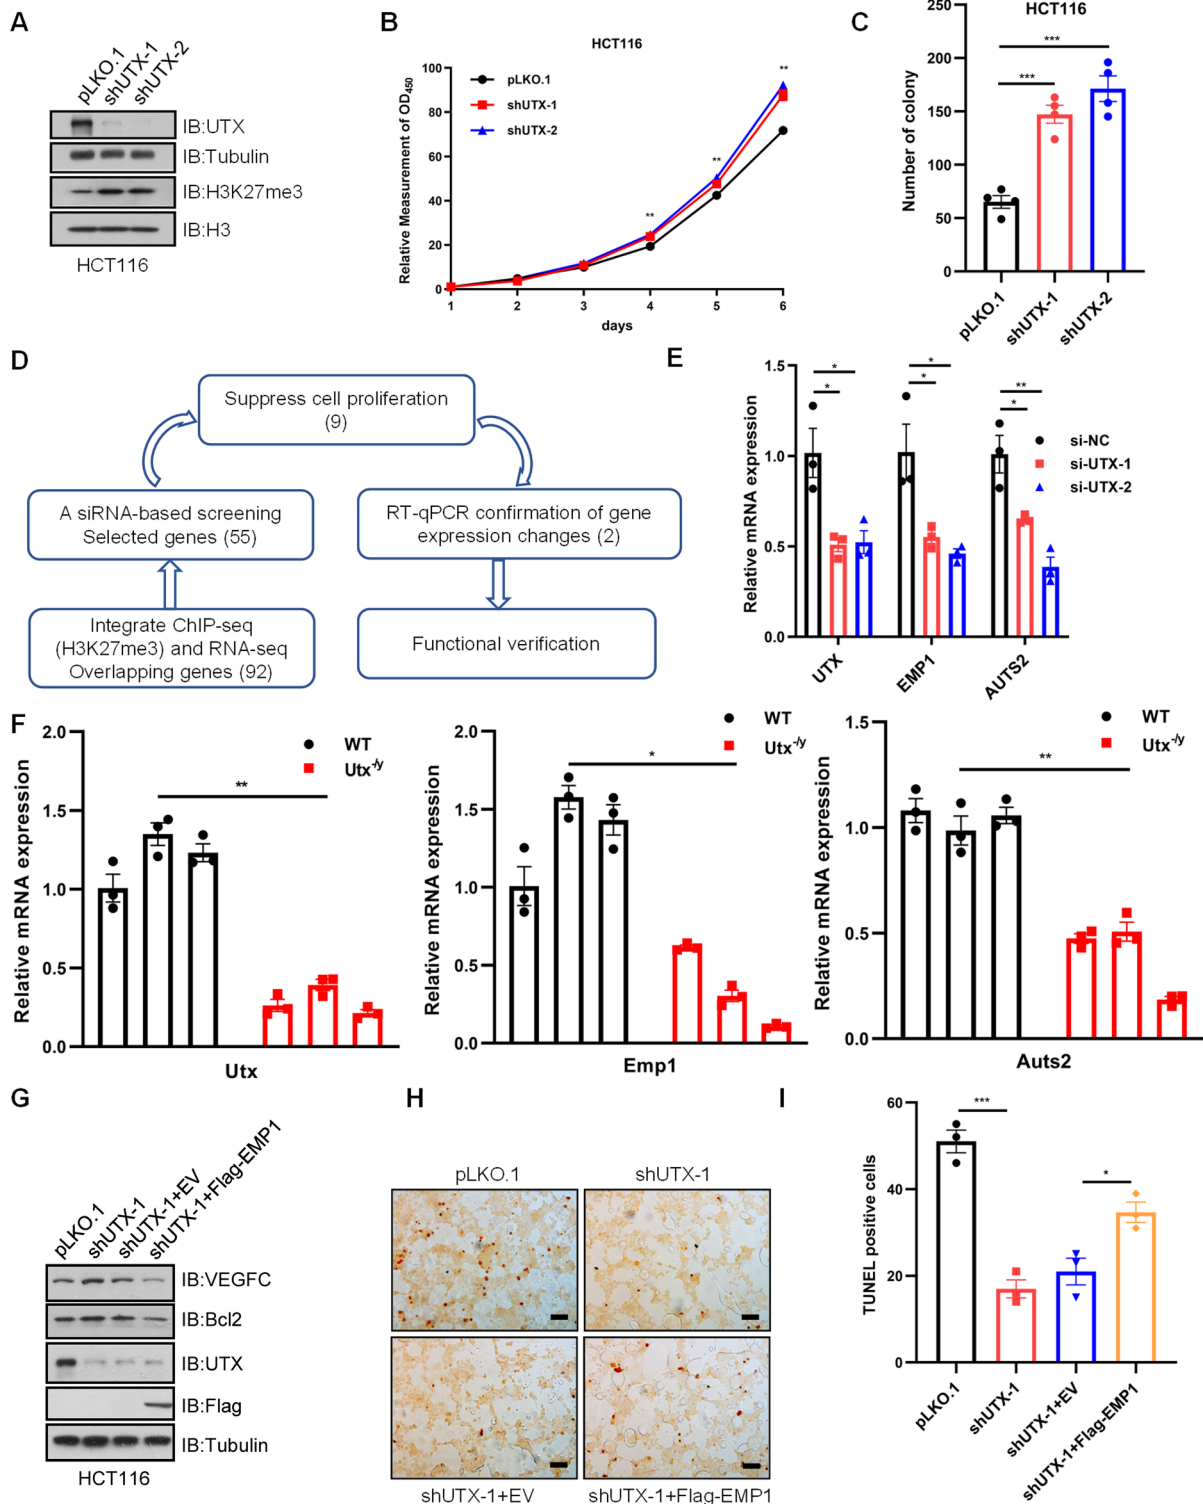 A
pLKO.1
shUTX-1
shUTX-2
IB:UTX
IB:Tubulin
IB:H3K27me3
IB:H3
HCT116
B
HCT116
Relative Measurement of OD450
100
80
60
40
20
0
1 2 3 4 5 6
days
pLKO.1
shUTX-1
shUTX-2
**
**
**
C
HCT116
Number of colony
250
200
150
100
50
0
***
***
pLKO.1
shUTX-1
shUTX-2
D
Suppress cell proliferation
(9)
A siRNA-based screening
Selected genes (55)
RT-qPCR confirmation of gene
expression changes (2)
Integrate ChIP-seq
(H3K27me3) and RNA-seq
Overlapping genes (92)
Functional verification
E
Relative mRNA expression
1.5
1.0
0.5
0.0
*
*
*
*
**
*
si-NC
si-UTX-1
si-UTX-2
UTX
EMP1
AUTS2
F
Relative mRNA expression
2.0
1.5
1.0
0.5
0.0
WT
Utx-/y
**
Utx
Relative mRNA expression
2.0
1.5
1.0
0.5
0.0
WT
Utx-/y
*
Emp1
Relative mRNA expression
1.5
1.0
0.5
0.0
WT
Utx-/y
**
Auts2
G
pLKO.1
shUTX-1
shUTX-1+EV
shUTX-1+Flag-EMP1
IB:VEGFC
IB:Bcl2
IB:UTX
IB:Flag
IB:Tubulin
HCT116
H
pLKO.1
shUTX-1
shUTX-1+EV
shUTX-1+Flag-EMP1
I
TUNEL positive cells
60
40
20
0
***
*
pLKO.1
shUTX-1
shUTX-1+EV
shUTX-1+Flag-EMP1